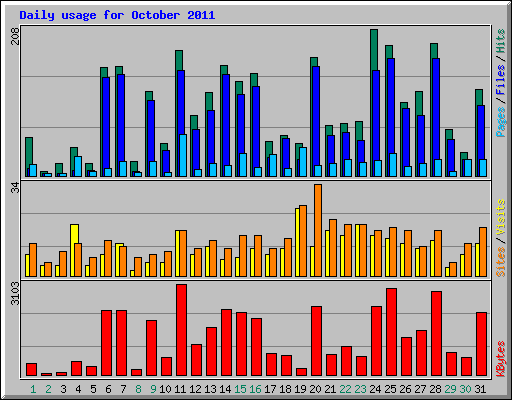 Daily usage for October 2011
208
Pages / Files / Hits
34
Sites / Visits
3103
KBytes
1 2 3 4 5 6 7 8 9 10 11 12 13 14 15 16 17 18 19 20 21 22 23 24 25 26 27 28 29 30 31